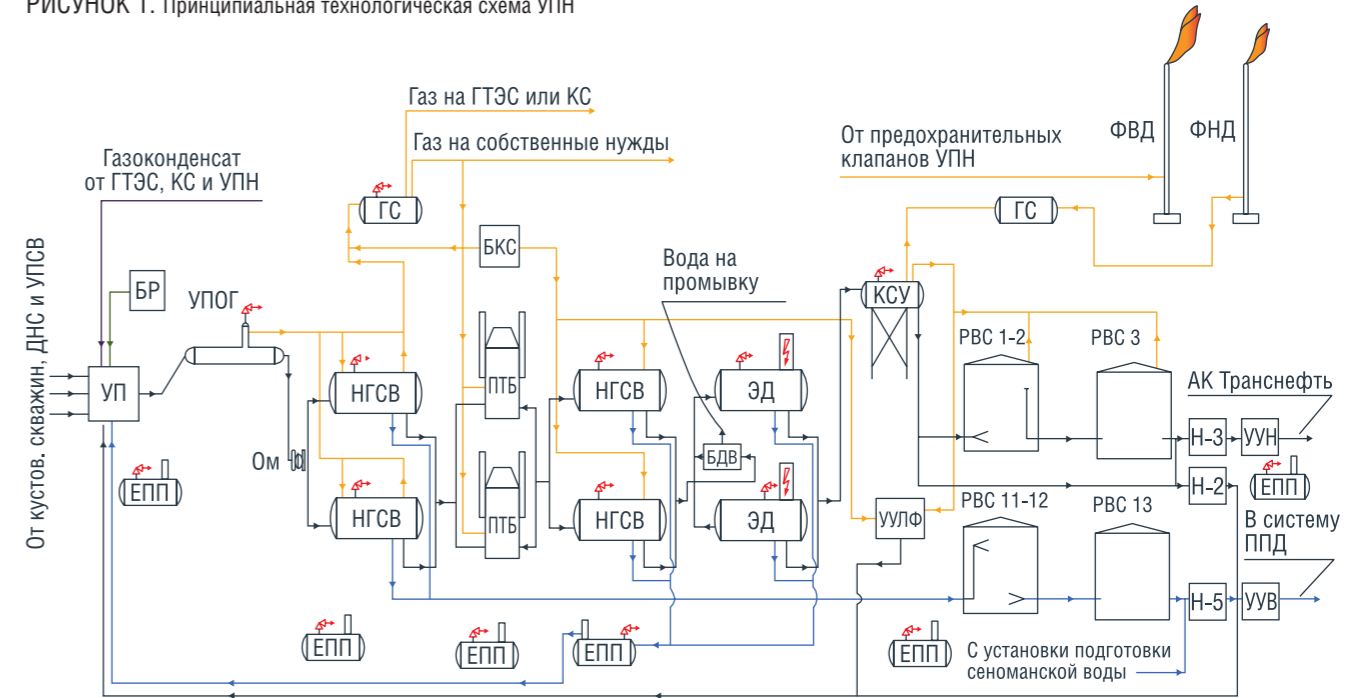 РИСУНОК 1. Принципиальная технологическая схема УПН
Газ на ГТЭС или КС
Газ на собственные нужды
От предохранительных
клапанов УПН
ФВД
ФНД
Газоконденсат
от ГТЭС, КС и УПН
ГС
ГС
БКС
Вода на
промывку
От кустов. скважин, ДНС и УПСВ
БР
УПОГ
КСУ
РВС 1-2
РВС 3
УП
НГСВ
ПТБ
НГСВ
ЭД
АК Транснефть
Ом
БДВ
Н-3
УУН
ЕПП
Н-2
ЕПП
НГСВ
ПТБ
НГСВ
ЭД
УУЛФ
РВС 11-12
РВС 13
В систему
ППД
Н-5
УУВ
ЕПП
ЕПП
ЕПП
ЕПП
С установки подготовки
сеноманской воды